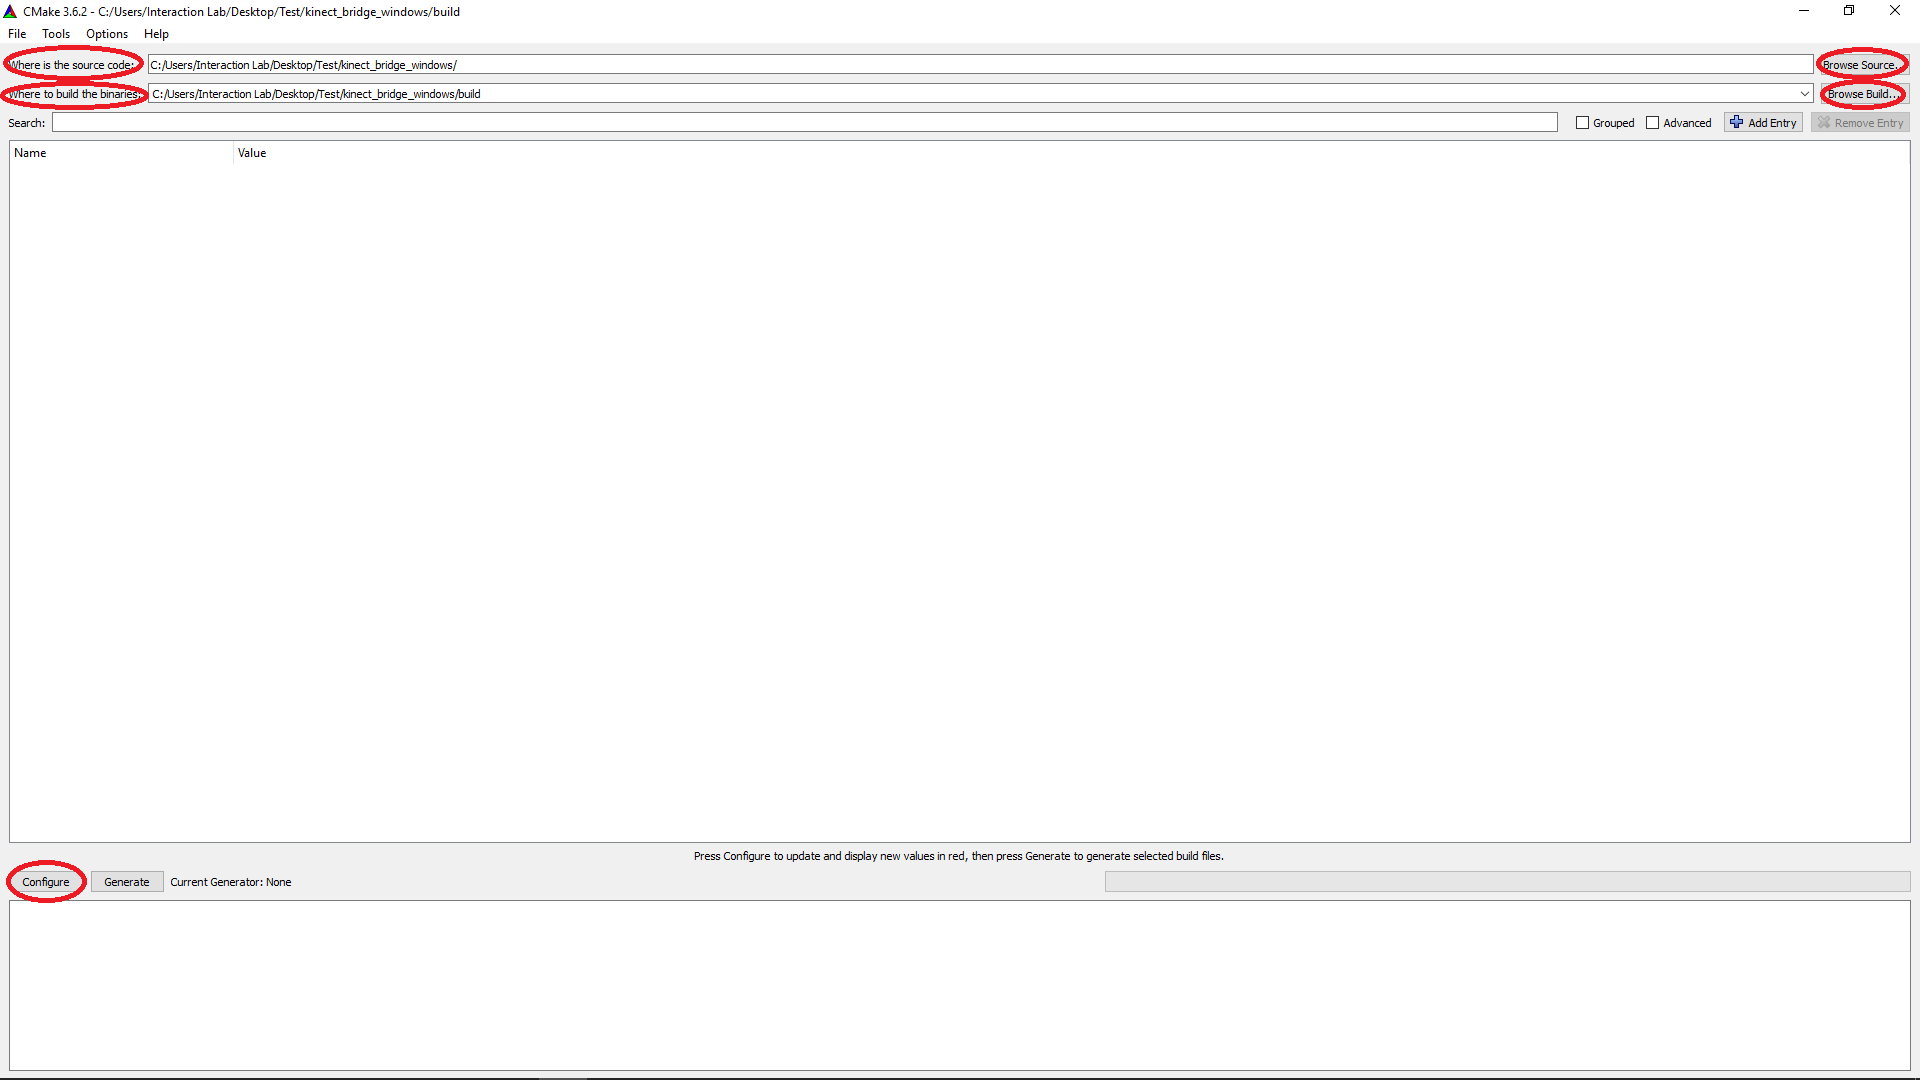 CMake 3.6.2 - C:/Users/Interaction Lab/Desktop/Test/kinect_bridge_windows/build
File Tools Options Help
Where is the source code: C:/Users/Interaction Lab/Desktop/Test/kinect_bridge_windows/ Browse Source...
Where to build the binaries: C:/Users/Interaction Lab/Desktop/Test/kinect_bridge_windows/build Browse Build...
Search: Grouped Advanced Add Entry Remove Entry
Name Value
Press Configure to update and display new values in red, then press Generate to generate selected build files.
Configure Generate Current Generator: None